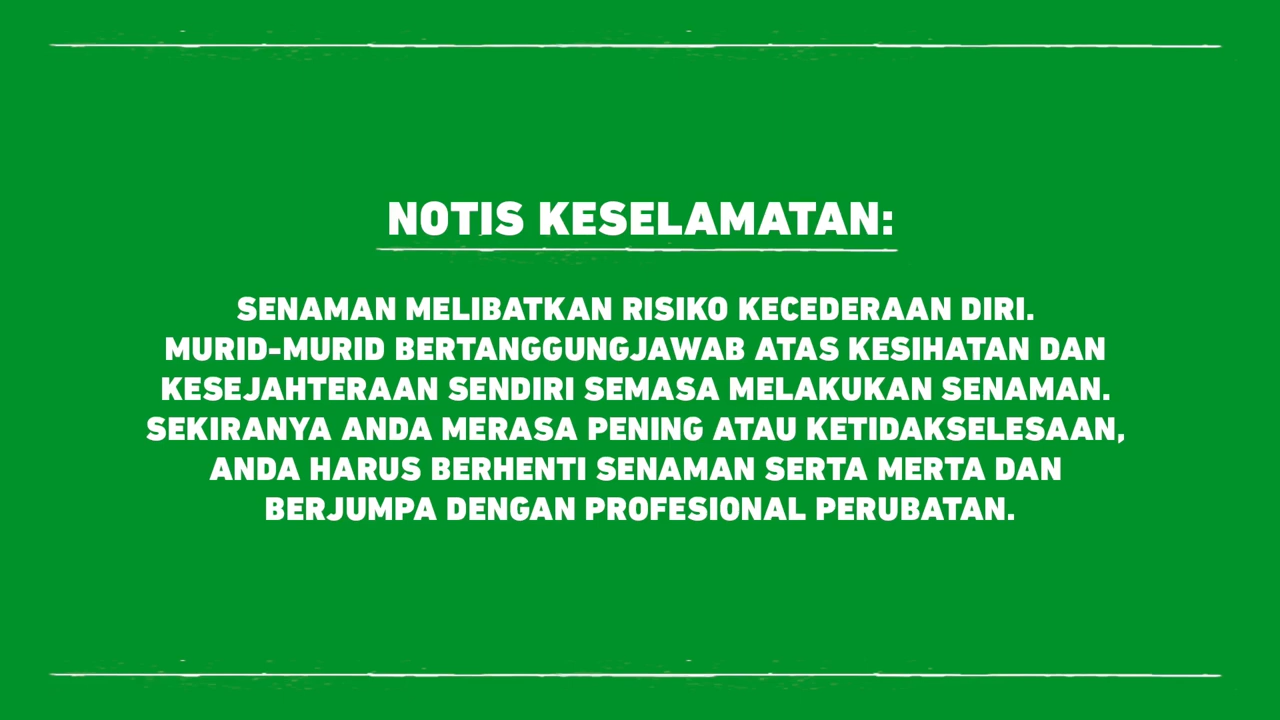 NOTIS KESELAMATAN:
SENAMAN MELIBATKAN RISIKO KECEDERAAN DIRI.
MURID-MURID BERTANGGUNGJAWAB ATAS KESIHATAN DAN
KESEJAHTERAAN SENDIRI SEMASA MELAKUKAN SENAMAN.
SEKIRANYA ANDA MERASA PENING ATAU KETIDAKSELESAAN,
ANDA HARUS BERHENTI SENAMAN SERTA MERTA DAN
BERJUMPA DENGAN PROFESIONAL PERUBATAN.